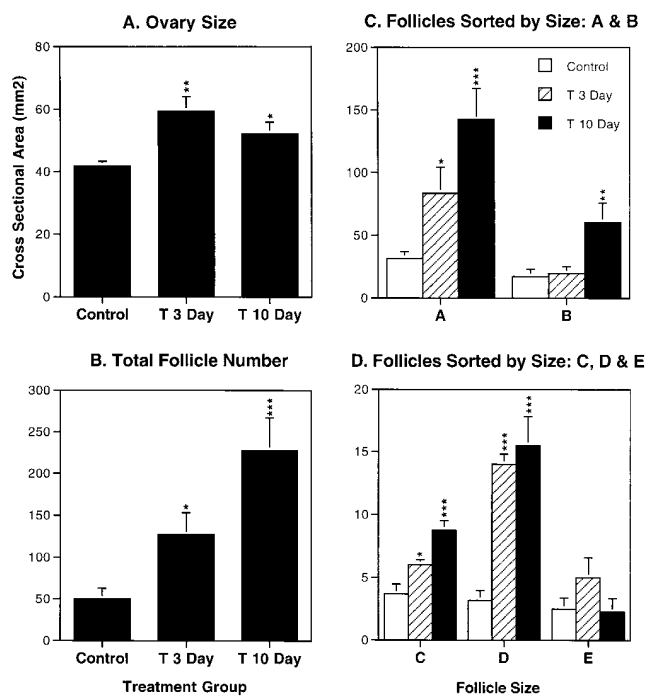 A. Ovary Size
Cross Sectional Area (mm2)
80
60
40
20
0
**
*
Control T 3 Day T 10 Day
C. Follicles Sorted by Size: A & B
200
150
100
50
0
Control
T 3 Day
T 10 Day
*
***
**
A B
B. Total Follicle Number
300
250
200
150
100
50
0
*
***
Control T 3 Day T 10 Day
Treatment Group
D. Follicles Sorted by Size: C, D & E
20
15
10
5
0
*
***
***
***
C D E
Follicle Size